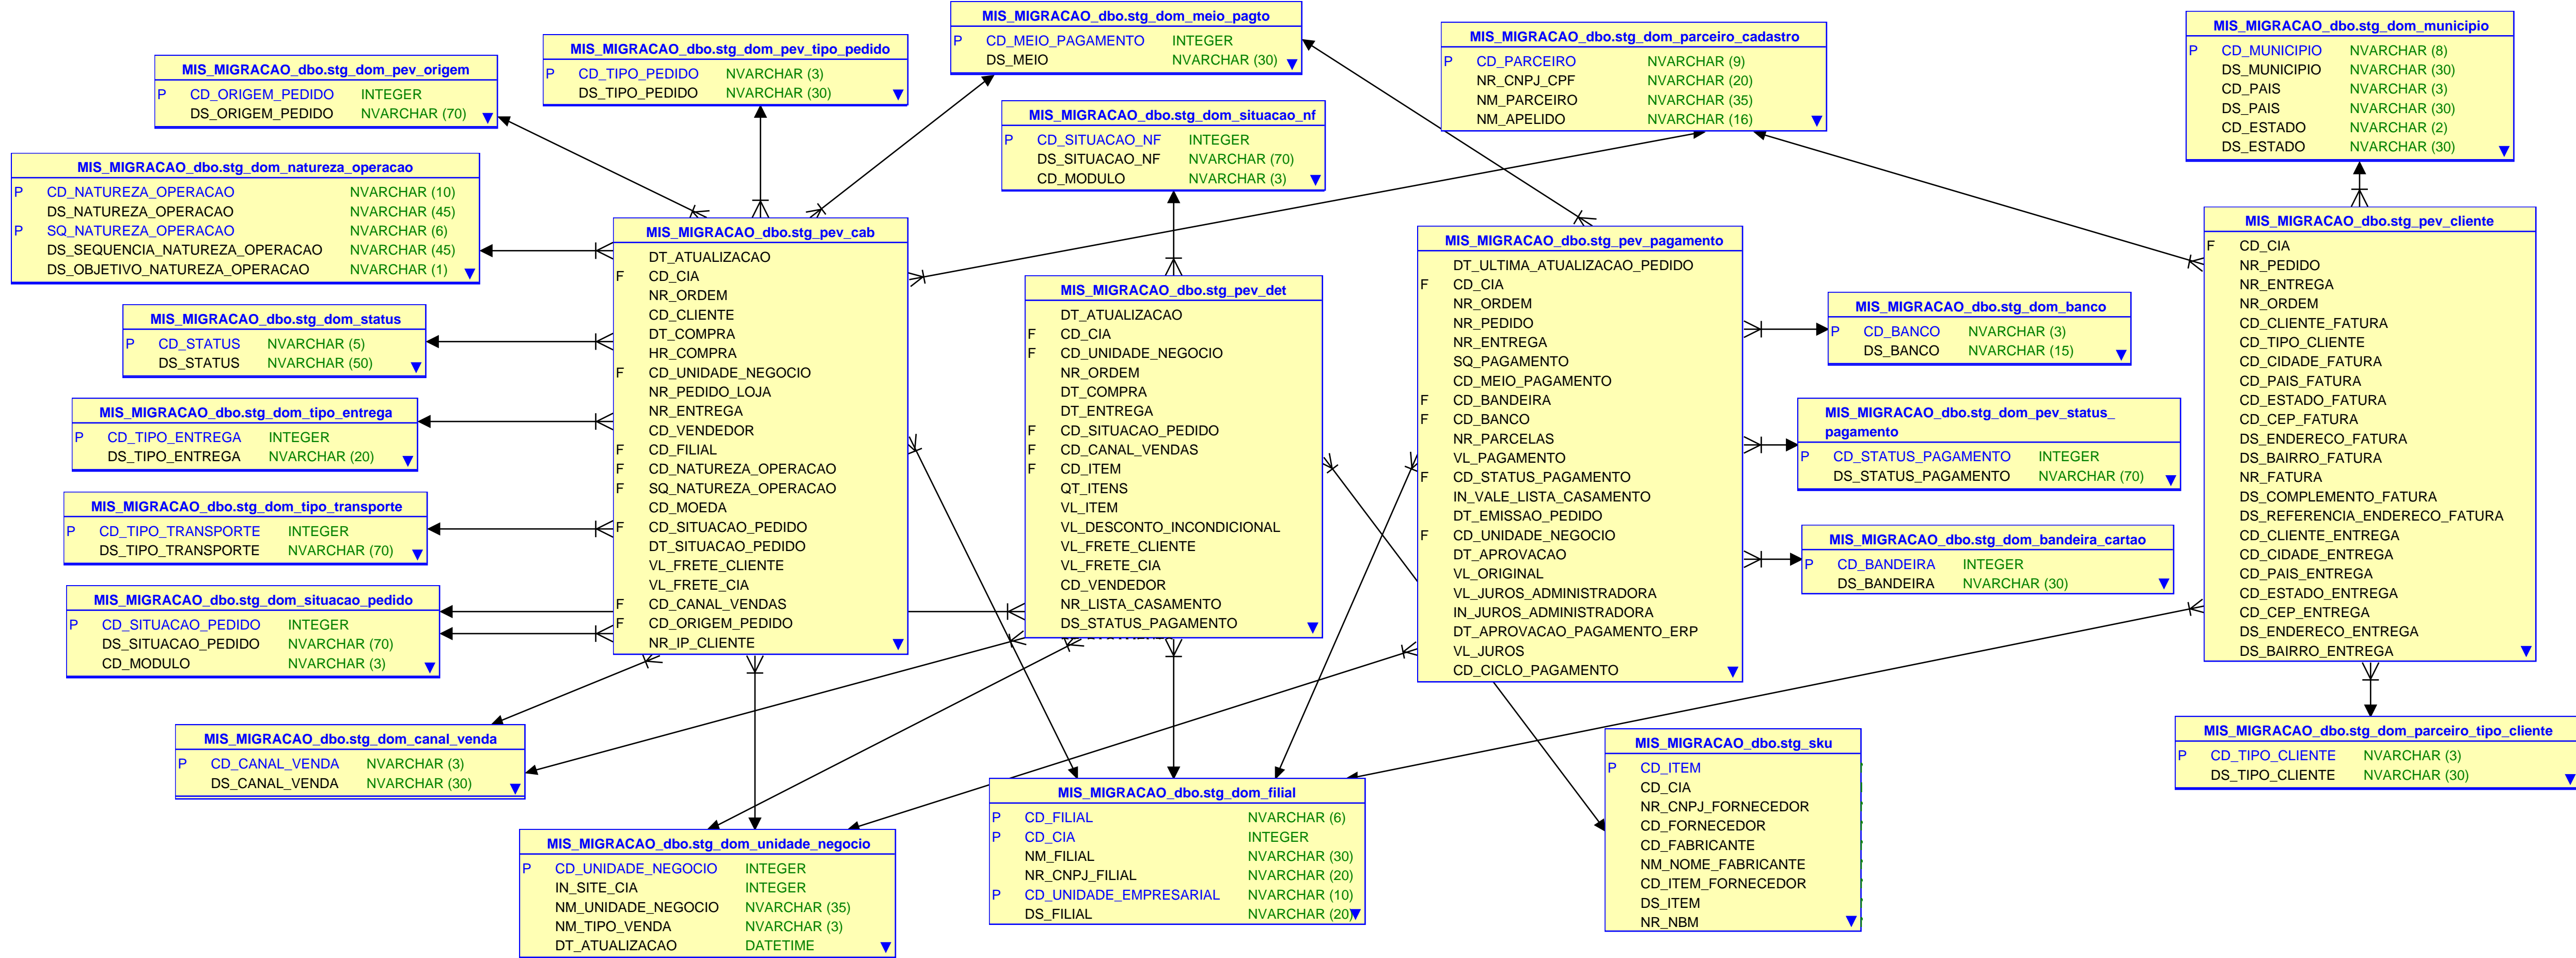 MIS_MIGRACAO_dbo.stg_dom_pev_origem
P CD_ORIGEM_PEDIDO INTEGER
DS_ORIGEM_PEDIDO NVARCHAR (70)
MIS_MIGRACAO_dbo.stg_dom_pev_tipo_pedido
P CD_TIPO_PEDIDO NVARCHAR (3)
DS_TIPO_PEDIDO NVARCHAR (30)
MIS_MIGRACAO_dbo.stg_dom_meio_pagto
P CD_MEIO_PAGAMENTO INTEGER
DS_MEIO NVARCHAR (30)
MIS_MIGRACAO_dbo.stg_dom_situacao_nf
P CD_SITUACAO_NF INTEGER
DS_SITUACAO_NF NVARCHAR (70)
CD_MODULO NVARCHAR (3)
MIS_MIGRACAO_dbo.stg_dom_parceiro_cadastro
P CD_PARCEIRO NVARCHAR (9)
NR_CNPJ_CPF NVARCHAR (20)
NM_PARCEIRO NVARCHAR (35)
NM_APELIDO NVARCHAR (16)
MIS_MIGRACAO_dbo.stg_dom_municipio
P CD_MUNICIPIO NVARCHAR (8)
DS_MUNICIPIO NVARCHAR (30)
CD_PAIS NVARCHAR (3)
DS_PAIS NVARCHAR (30)
CD_ESTADO NVARCHAR (2)
DS_ESTADO NVARCHAR (30)
MIS_MIGRACAO_dbo.stg_dom_natureza_operacao
P CD_NATUREZA_OPERACAO NVARCHAR (10)
DS_NATUREZA_OPERACAO NVARCHAR (45)
P SQ_NATUREZA_OPERACAO NVARCHAR (6)
DS_SEQUENCIA_NATUREZA_OPERACAO NVARCHAR (45)
DS_OBJETIVO_NATUREZA_OPERACAO NVARCHAR (1)
MIS_MIGRACAO_dbo.stg_dom_status
P CD_STATUS NVARCHAR (5)
DS_STATUS NVARCHAR (50)
MIS_MIGRACAO_dbo.stg_dom_tipo_entrega
P CD_TIPO_ENTREGA INTEGER
DS_TIPO_ENTREGA NVARCHAR (20)
MIS_MIGRACAO_dbo.stg_dom_tipo_transporte
P CD_TIPO_TRANSPORTE INTEGER
DS_TIPO_TRANSPORTE NVARCHAR (70)
MIS_MIGRACAO_dbo.stg_dom_situacao_pedido
P CD_SITUACAO_PEDIDO INTEGER
DS_SITUACAO_PEDIDO NVARCHAR (70)
CD_MODULO NVARCHAR (3)
MIS_MIGRACAO_dbo.stg_pev_cab
DT_ATUALIZACAO
F CD_CIA
NR_ORDEM
CD_CLIENTE
DT_COMPRA
HR_COMPRA
F CD_UNIDADE_NEGOCIO
NR_PEDIDO_LOJA
NR_ENTREGA
CD_VENDEDOR
F CD_FILIAL
F CD_NATUREZA_OPERACAO
F SQ_NATUREZA_OPERACAO
CD_MOEDA
F CD_SITUACAO_PEDIDO
DT_SITUACAO_PEDIDO
VL_FRETE_CLIENTE
VL_FRETE_CIA
F CD_CANAL_VENDAS
F CD_ORIGEM_PEDIDO
NR_IP_CLIENTE
MIS_MIGRACAO_dbo.stg_pev_det
DT_ATUALIZACAO
F CD_CIA
F CD_UNIDADE_NEGOCIO
NR_ORDEM
DT_COMPRA
DT_ENTREGA
F CD_SITUACAO_PEDIDO
F CD_CANAL_VENDAS
F CD_ITEM
QT_ITENS
VL_ITEM
VL_DESCONTO_INCONDICIONAL
VL_FRETE_CLIENTE
VL_FRETE_CIA
CD_VENDEDOR
NR_LISTA_CASAMENTO
DS_STATUS_PAGAMENTO
MIS_MIGRACAO_dbo.stg_pev_pagamento
DT_ULTIMA_ATUALIZACAO_PEDIDO
F CD_CIA
NR_ORDEM
NR_PEDIDO
NR_ENTREGA
SQ_PAGAMENTO
CD_MEIO_PAGAMENTO
F CD_BANDEIRA
F CD_BANCO
NR_PARCELAS
VL_PAGAMENTO
F CD_STATUS_PAGAMENTO
IN_VALE_LISTA_CASAMENTO
DT_EMISSAO_PEDIDO
F CD_UNIDADE_NEGOCIO
DT_APROVACAO
VL_ORIGINAL
VL_JUROS_ADMINISTRADORA
IN_JUROS_ADMINISTRADORA
DT_APROVACAO_PAGAMENTO_ERP
VL_JUROS
CD_CICLO_PAGAMENTO
MIS_MIGRACAO_dbo.stg_dom_banco
P CD_BANCO NVARCHAR (3)
DS_BANCO NVARCHAR (15)
MIS_MIGRACAO_dbo.stg_dom_pev_status_
pagamento
P CD_STATUS_PAGAMENTO INTEGER
DS_STATUS_PAGAMENTO NVARCHAR (70)
MIS_MIGRACAO_dbo.stg_dom_bandeira_cartao
P CD_BANDEIRA INTEGER
DS_BANDEIRA NVARCHAR (30)
MIS_MIGRACAO_dbo.stg_pev_cliente
F CD_CIA
NR_PEDIDO
NR_ENTREGA
NR_ORDEM
CD_CLIENTE_FATURA
CD_TIPO_CLIENTE
CD_CIDADE_FATURA
CD_PAIS_FATURA
CD_ESTADO_FATURA
CD_CEP_FATURA
DS_ENDERECO_FATURA
DS_BAIRRO_FATURA
NR_FATURA
DS_COMPLEMENTO_FATURA
DS_REFERENCIA_ENDERECO_FATURA
CD_CLIENTE_ENTREGA
CD_CIDADE_ENTREGA
CD_PAIS_ENTREGA
CD_ESTADO_ENTREGA
CD_CEP_ENTREGA
DS_ENDERECO_ENTREGA
DS_BAIRRO_ENTREGA
MIS_MIGRACAO_dbo.stg_dom_canal_venda
P CD_CANAL_VENDA NVARCHAR (3)
DS_CANAL_VENDA NVARCHAR (30)
MIS_MIGRACAO_dbo.stg_dom_unidade_negocio
P CD_UNIDADE_NEGOCIO INTEGER
IN_SITE_CIA INTEGER
NM_UNIDADE_NEGOCIO NVARCHAR (35)
NM_TIPO_VENDA NVARCHAR (3)
DT_ATUALIZACAO DATETIME
MIS_MIGRACAO_dbo.stg_dom_filial
P CD_FILIAL NVARCHAR (6)
P CD_CIA INTEGER
NM_FILIAL NVARCHAR (30)
NR_CNPJ_FILIAL NVARCHAR (20)
P CD_UNIDADE_EMPRESARIAL NVARCHAR (10)
DS_FILIAL NVARCHAR (20)
MIS_MIGRACAO_dbo.stg_sku
P CD_ITEM
CD_CIA
NR_CNPJ_FORNECEDOR
CD_FORNECEDOR
CD_FABRICANTE
NM_NOME_FABRICANTE
CD_ITEM_FORNECEDOR
DS_ITEM
NR_NBM
MIS_MIGRACAO_dbo.stg_dom_parceiro_tipo_cliente
P CD_TIPO_CLIENTE NVARCHAR (3)
DS_TIPO_CLIENTE NVARCHAR (30)